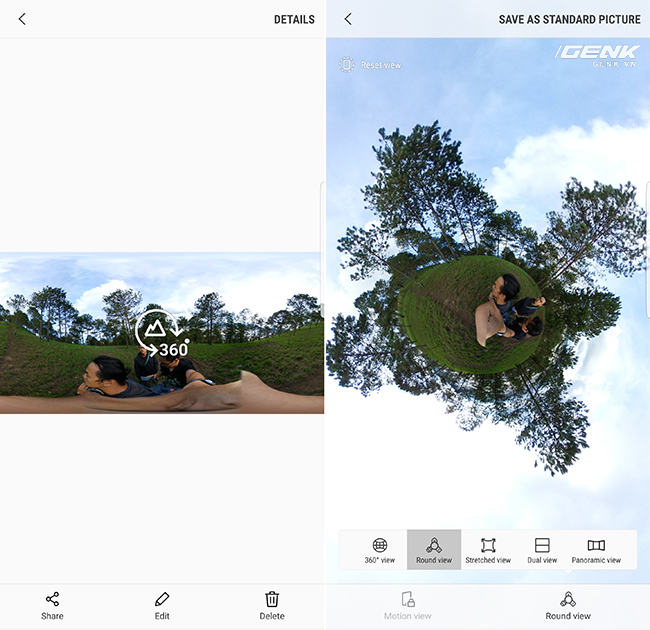 DETAILS
360°
Share
Edit
Delete
SAVE AS STANDARD PICTURE
GENK
GENK.VN
Reset view
360° view
Round view
Stretched view
Dual view
Panoramic view
Motion view
Round view